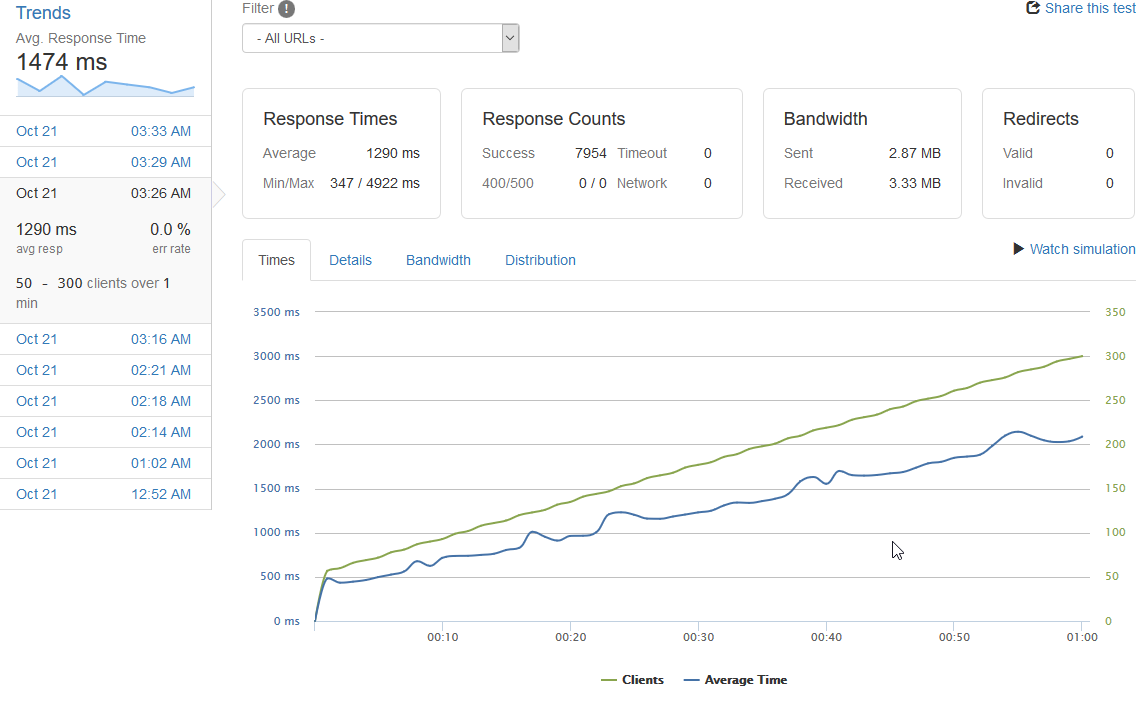 Trends
Avg. Response Time
1474 ms
Oct 21 03:33 AM
Oct 21 03:29 AM
Oct 21 03:26 AM
1290 ms 0.0 %
avg resp err rate
50 - 300 clients over 1
min
Oct 21 03:16 AM
Oct 21 02:21 AM
Oct 21 02:18 AM
Oct 21 02:14 AM
Oct 21 01:02 AM
Oct 21 12:52 AM
Filter !
Share this test
- All URLs -
Response Times
Average 1290 ms
Min/Max 347 / 4922 ms
Response Counts
Success 7954 Timeout 0
400/500 0 / 0 Network 0
Bandwidth
Sent 2.87 MB
Received 3.33 MB
Redirects
Valid 0
Invalid 0
Times Details Bandwidth Distribution
Watch simulation
3500 ms 350
3000 ms 300
2500 ms 250
2000 ms 200
1500 ms 150
1000 ms 100
500 ms 50
0 ms 0
00:10 00:20 00:30 00:40 00:50 01:00
Clients Average Time